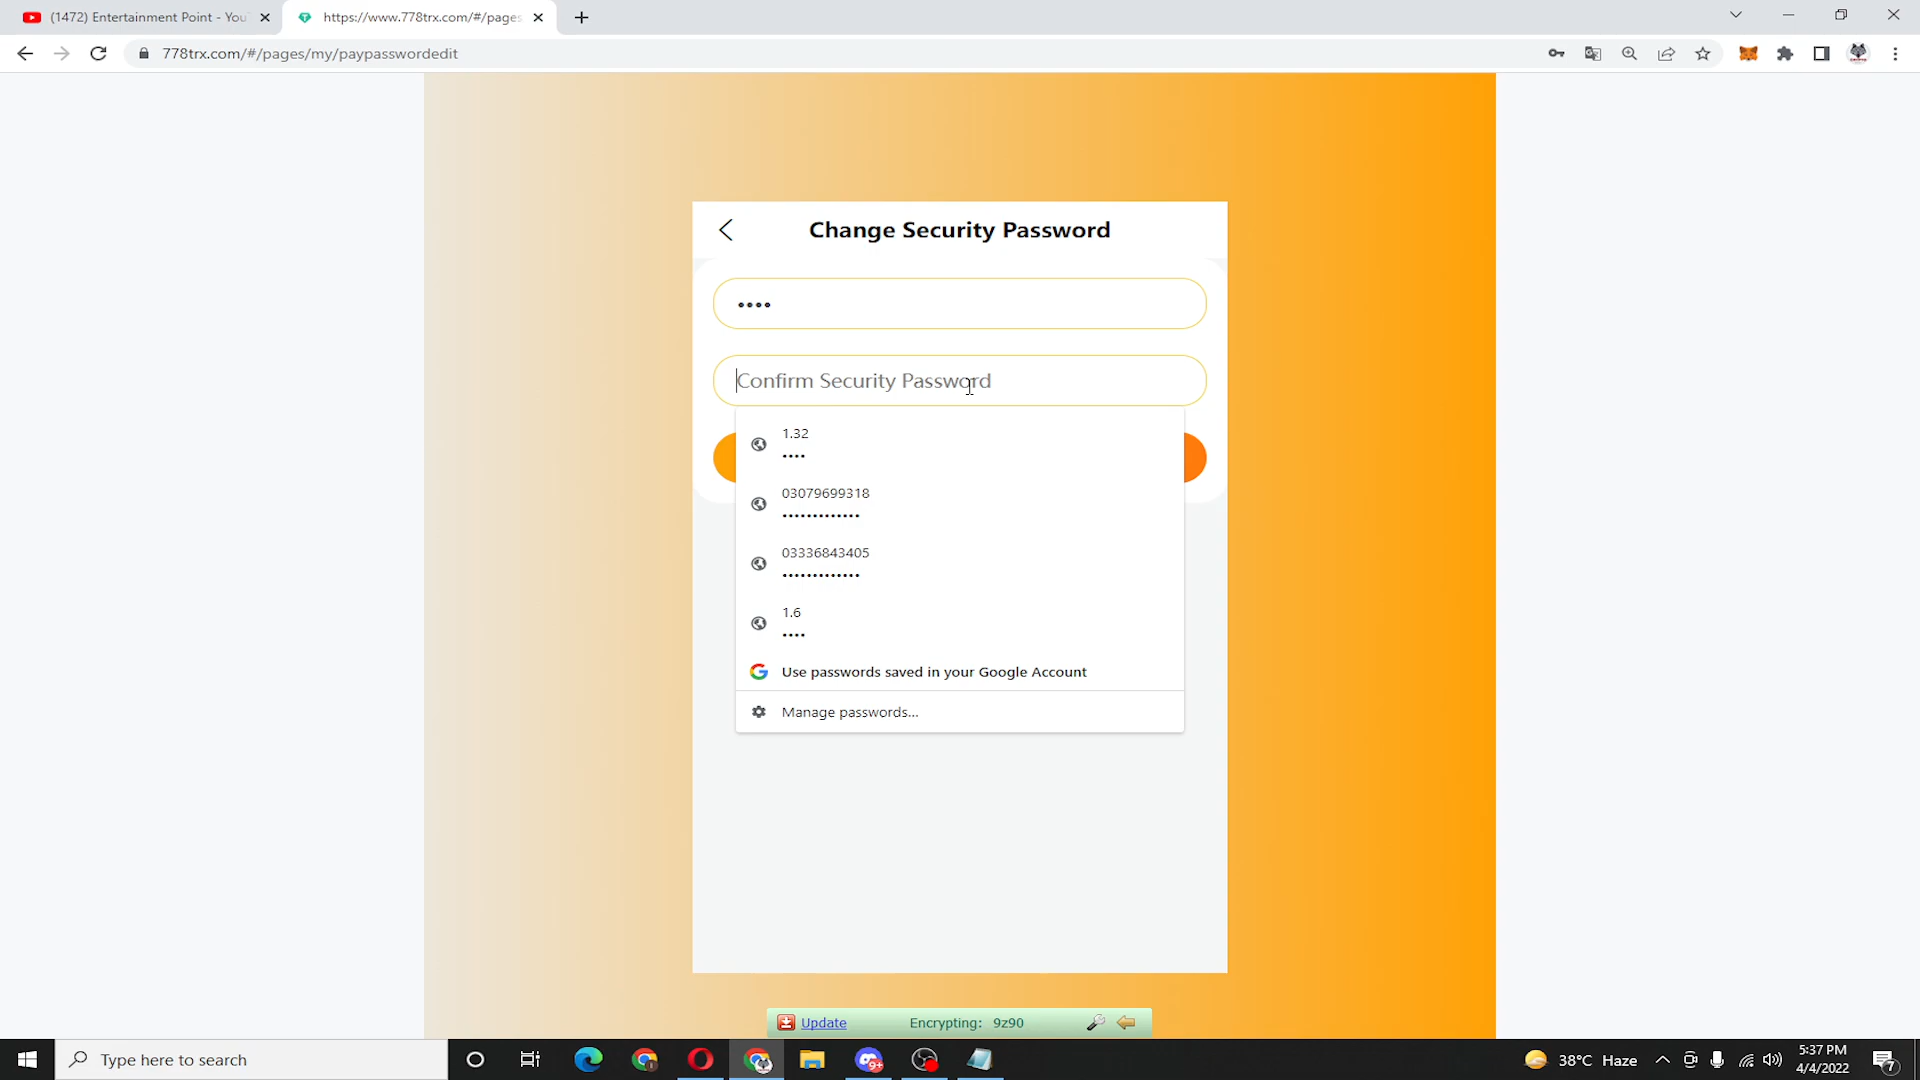 (1472) Entertainment Point - You
https://www.778trx.com/#/pages
778trx.com/#/pages/my/paypasswordedit
Change Security Password
••••
Confirm Security Password
1.32
••••
03079699318
•••••••••••••
03336843405
•••••••••••••
1.6
••••
Use passwords saved in your Google Account
Manage passwords...
Update Encrypting: 9z90
Type here to search
9+
38°C Haze
5:37 PM
4/4/2022
7